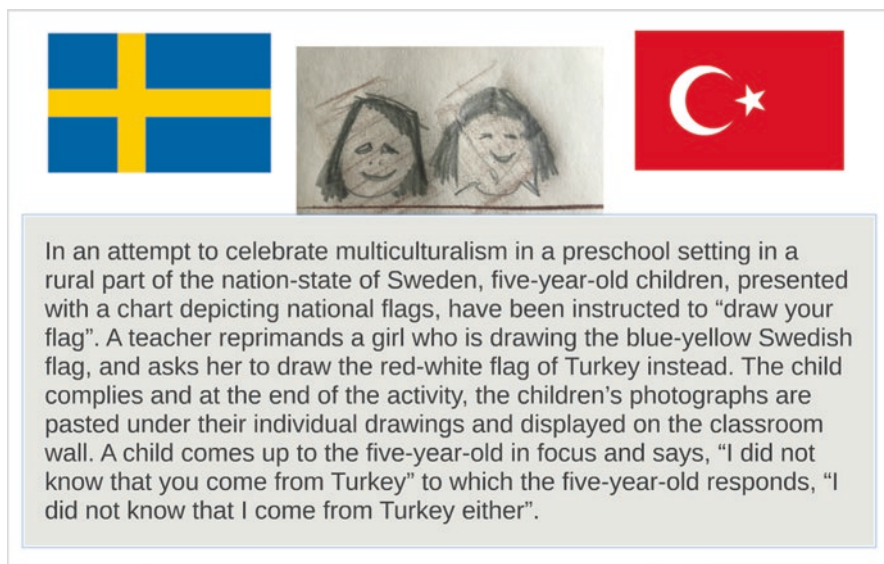 In an attempt to celebrate multiculturalism in a preschool setting in a
rural part of the nation-state of Sweden, five-year-old children, presented
with a chart depicting national flags, have been instructed to “draw your
flag”. A teacher reprimands a girl who is drawing the blue-yellow Swedish
flag, and asks her to draw the red-white flag of Turkey instead. The child
complies and at the end of the activity, the children’s photographs are
pasted under their individual drawings and displayed on the classroom
wall. A child comes up to the five-year-old in focus and says, “I did not
know that you come from Turkey” to which the five-year-old responds, “I
did not know that I come from Turkey either”.